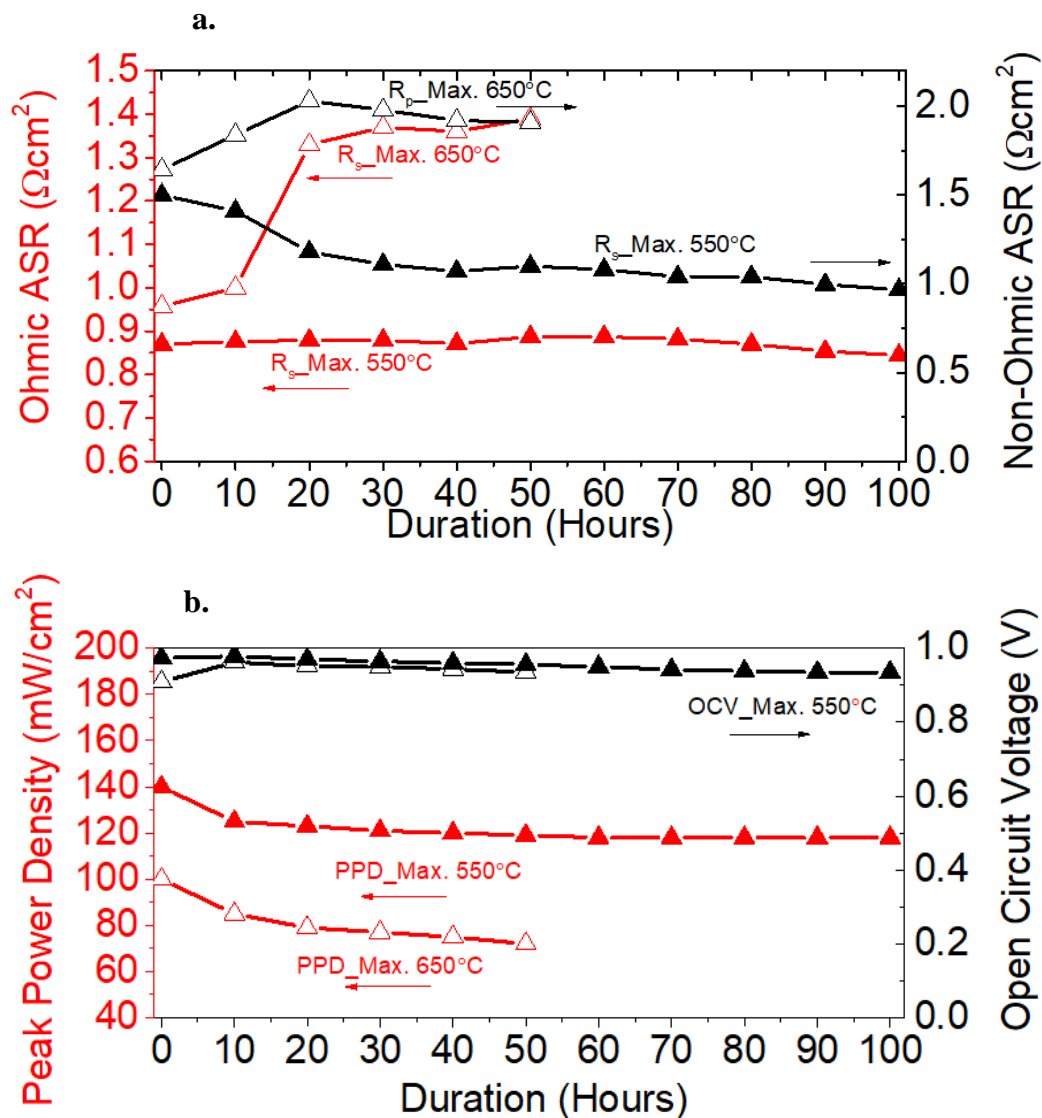 a.
Ohmic ASR (Ωcm²)
1.5
1.4
1.3
1.2
1.1
1.0
0.9
0.8
0.7
0.6
Rp_Max. 650°C
Rs_Max. 650°C
Rs_Max. 550°C
Rs_Max. 550°C
2.0
1.5
1.0
0.5
0.0
Non-Ohmic ASR (Ωcm²)
0 10 20 30 40 50 60 70 80 90 100
Duration (Hours)
b.
Peak Power Density (mW/cm²)
200
180
160
140
120
100
80
60
40
OCV_Max. 550°C
PPD_Max. 550°C
PPD_Max. 650°C
1.0
0.8
0.6
0.4
0.2
0.0
Open Circuit Voltage (V)
0 10 20 30 40 50 60 70 80 90 100
Duration (Hours)